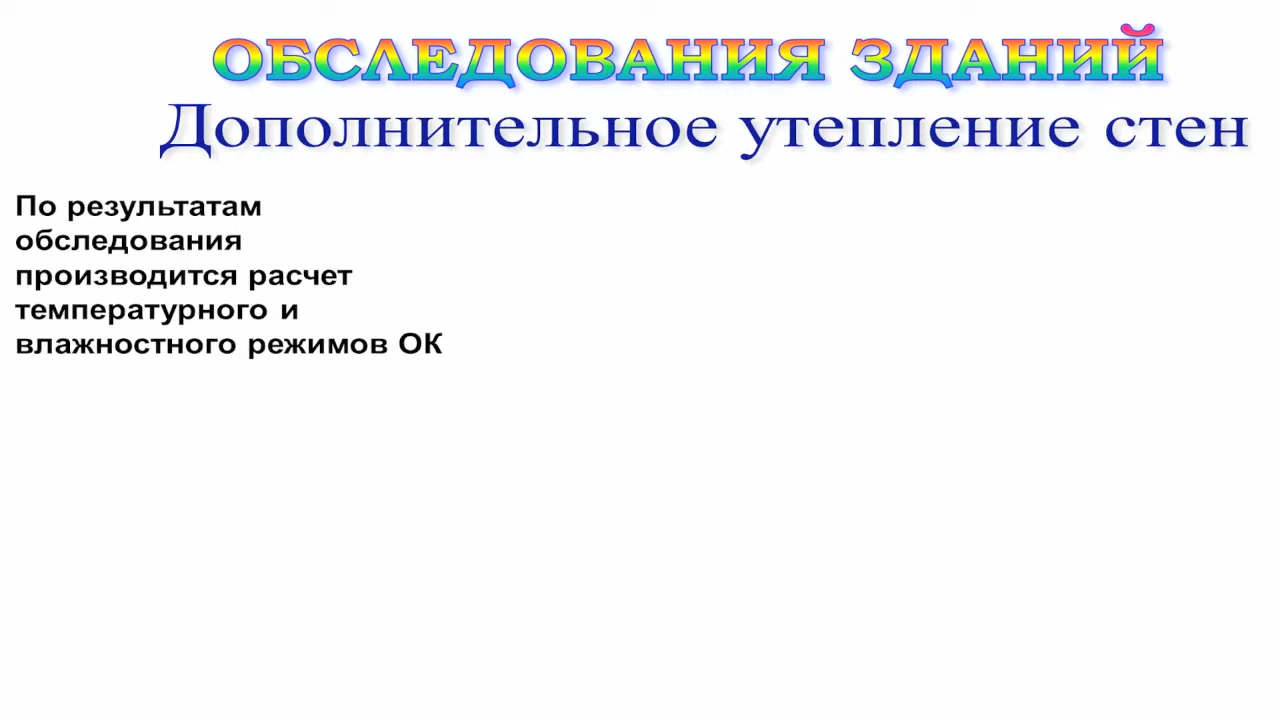 ОБСЛЕДОВАНИЯ ЗДАНИЙ
Дополнительное утепление стен
По результатам
обследования
производится расчет
температурного и
влажностного режимов ОК